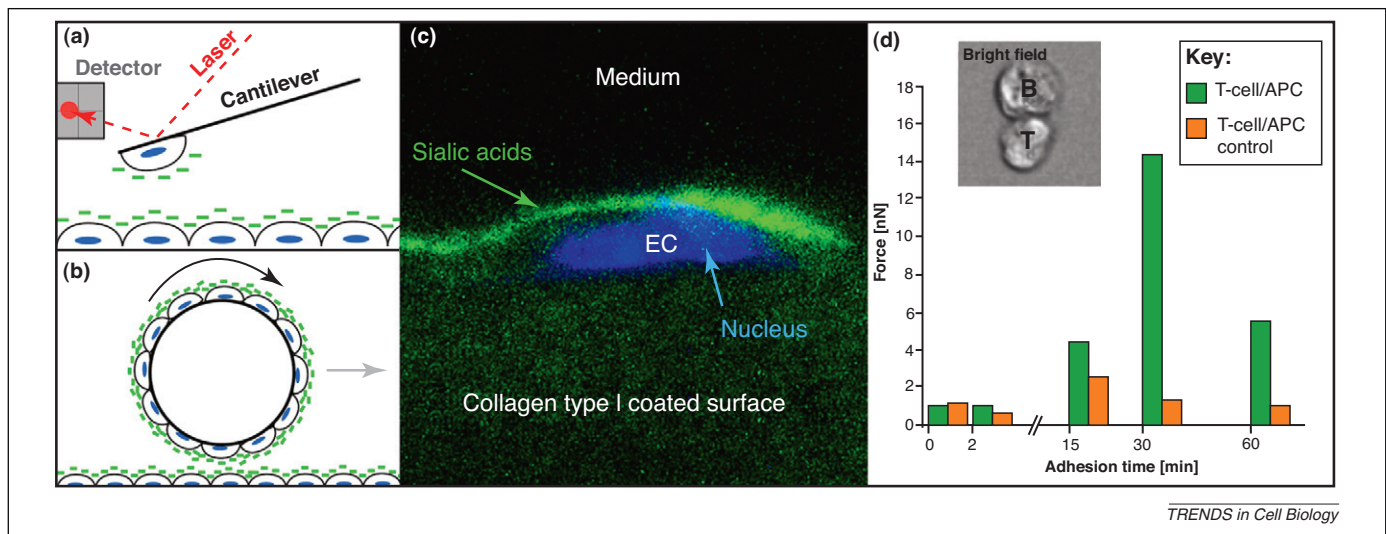 (a)
Detector
Laser
Cantilever
(b)
(c)
Medium
Sialic acids
EC
Nucleus
Collagen type I coated surface
(d)
Bright field
B
T
Key:
T-cell/APC
T-cell/APC
control
Force [nN]
18
16
14
12
10
8
6
4
2
0
0
2
15
30
60
Adhesion time [min]
TRENDS in Cell Biology